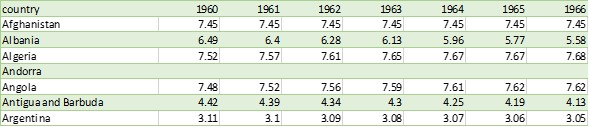 country 1960 1961 1962 1963 1964 1965 1966
Afghanistan 7.45 7.45 7.45 7.45 7.45 7.45 7.45
Albania 6.49 6.4 6.28 6.13 5.96 5.77 5.58
Algeria 7.52 7.57 7.61 7.65 7.67 7.67 7.68
Andorra
Angola 7.48 7.52 7.56 7.59 7.61 7.62 7.62
Antigua and Barbuda 4.42 4.39 4.34 4.3 4.25 4.19 4.13
Argentina 3.11 3.1 3.09 3.08 3.07 3.06 3.05